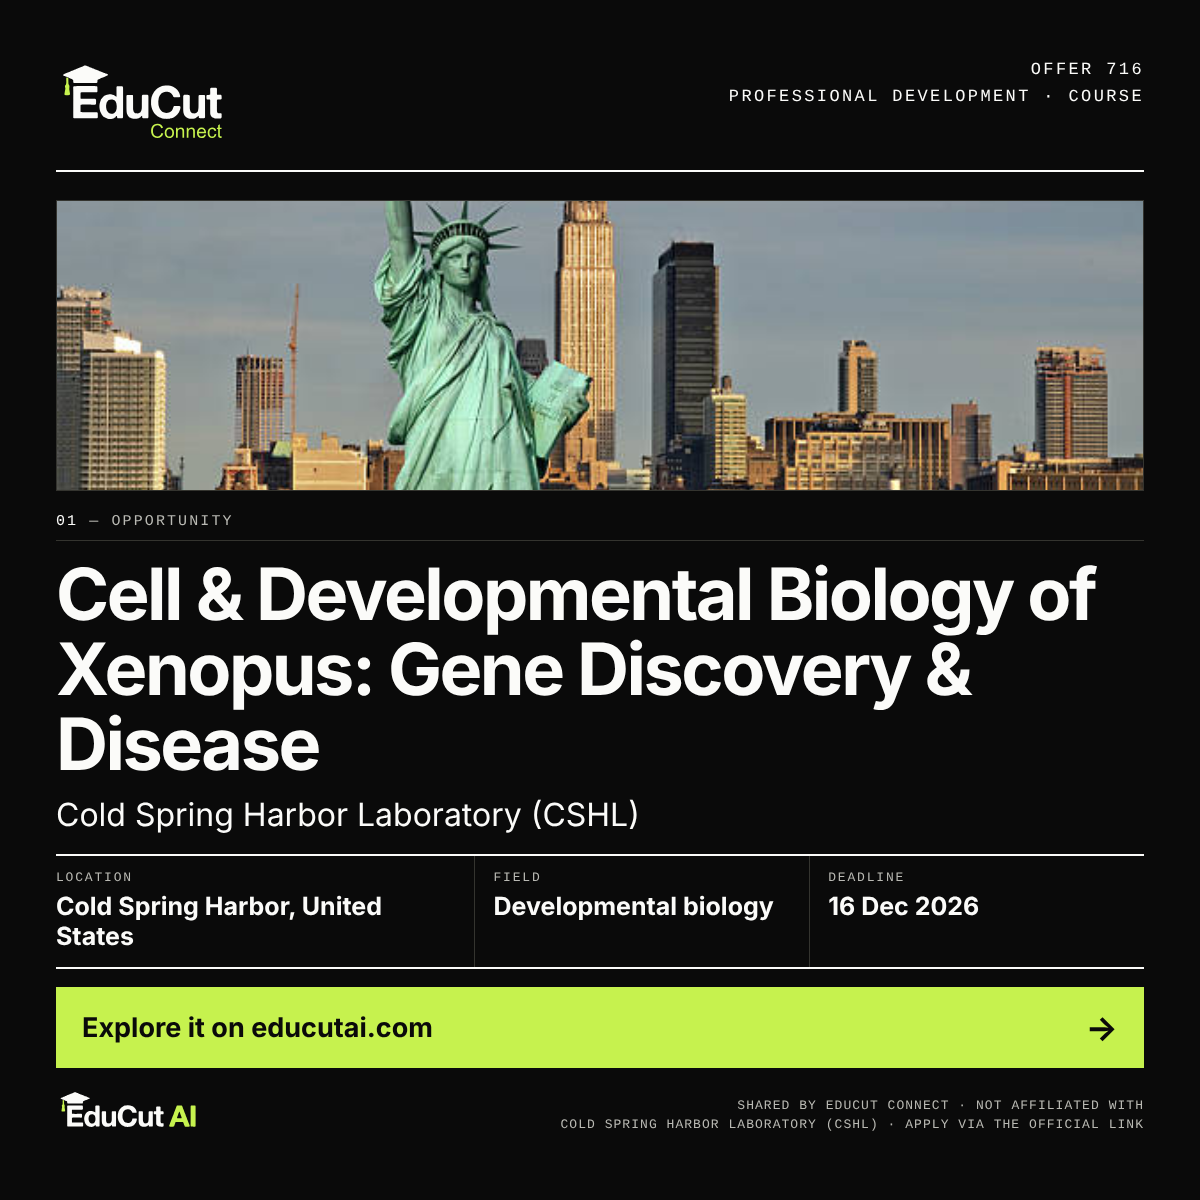 EduCut
Connect
OFFER 716
PROFESSIONAL DEVELOPMENT · COURSE
01 — OPPORTUNITY
Cell & Developmental Biology of
Xenopus: Gene Discovery &
Disease
Cold Spring Harbor Laboratory (CSHL)
LOCATION
Cold Spring Harbor, United
States
FIELD
Developmental biology
DEADLINE
16 Dec 2026
Explore it on educutai.com →
EduCut AI
SHARED BY EDUCUT CONNECT · NOT AFFILIATED WITH
COLD SPRING HARBOR LABORATORY (CSHL) · APPLY VIA THE OFFICIAL LINK